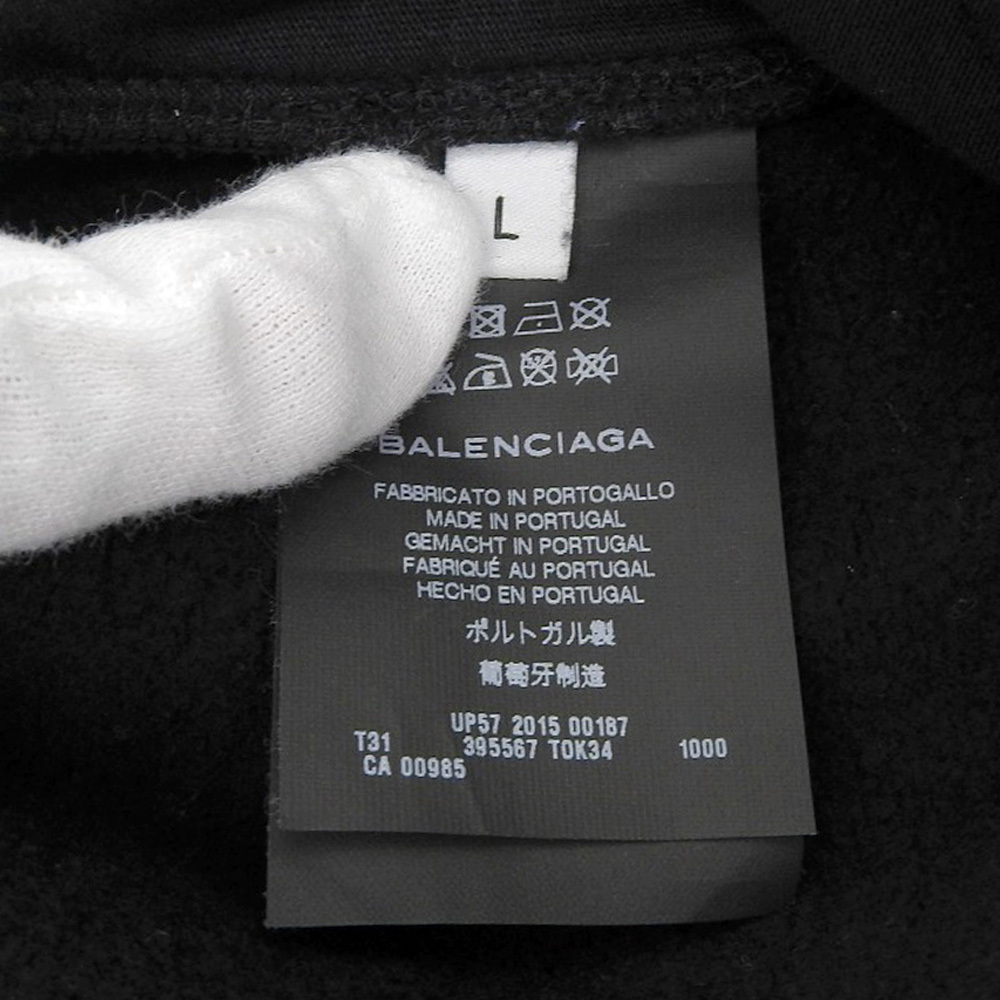 L
BALENCIAGA
FABBRICATO IN PORTOGALLO
MADE IN PORTUGAL
GEMACHT IN PORTUGAL
FABRIQUÉ AU PORTUGAL
HECHO EN PORTUGAL
ポルトガル製
葡萄牙制造
UP57 2015 00187
T31 395567 TOK34 1000
CA 00985